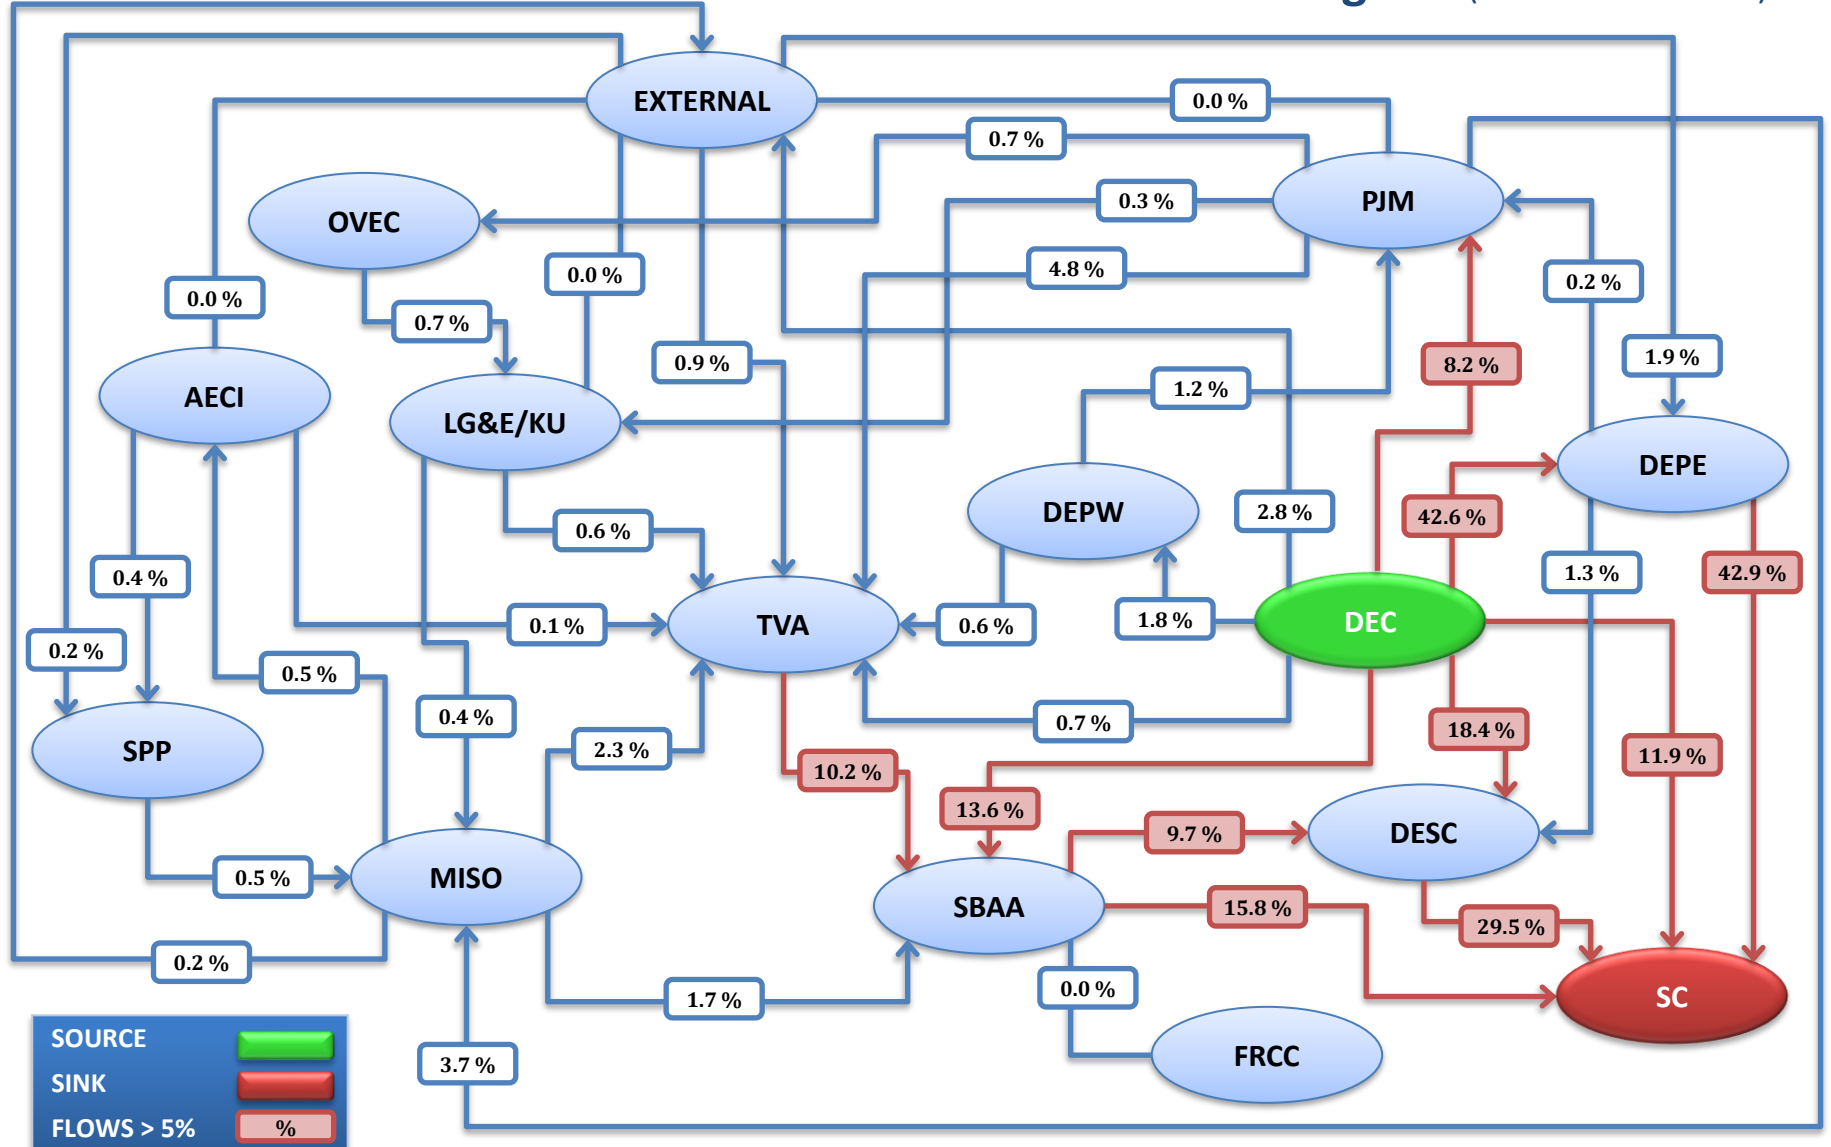 EXTERNAL
0.0 %
0.7 %
PJM
0.3 %
OVEC
4.8 %
0.0 %
0.2 %
0.0 %
0.7 %
0.9 %
1.9 %
8.2 %
1.2 %
AECI
LG&E/KU
DEPE
DEPW
2.8 %
42.6 %
0.6 %
0.4 %
1.3 %
42.9 %
TVA
DEC
0.1 %
0.6 %
1.8 %
0.2 %
0.5 %
0.4 %
0.7 %
18.4 %
SPP
2.3 %
11.9 %
10.2 %
13.6 %
9.7 %
DESC
0.5 %
MISO
SBAA
15.8 %
29.5 %
0.2 %
1.7 %
0.0 %
SC
SOURCE
3.7 %
FRCC
SINK
FLOWS > 5%
%